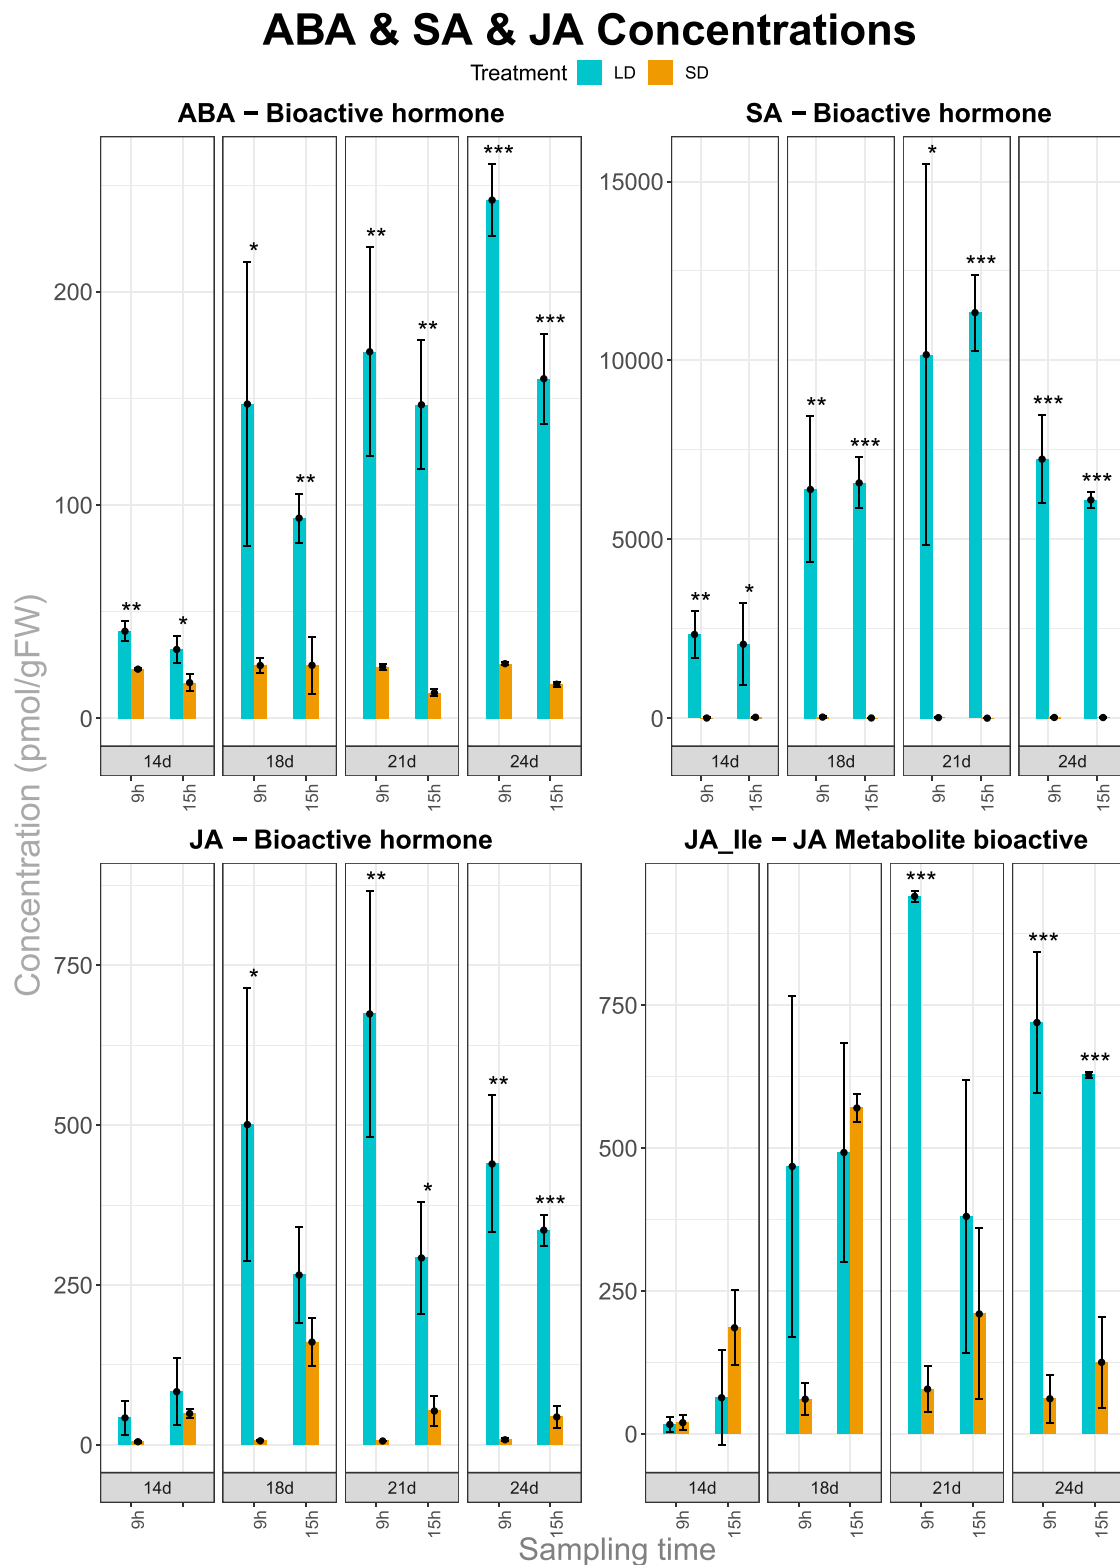 ABA & SA & JA Concentrations
Treatment LD SD
ABA − Bioactive hormone
*
**
***
**
*
**
**
***
200
100
0
14d 18d 21d 24d
9h 15h 9h 15h 9h 15h 9h 15h
SA − Bioactive hormone
**
*
**
***
*
***
***
***
15000
10000
5000
0
14d 18d 21d 24d
9h 15h 9h 15h 9h 15h 9h 15h
Concentration (pmol/gFW)
JA − Bioactive hormone
*
**
*
**
***
750
500
250
0
14d 18d 21d 24d
9h 9h 15h 9h 15h 9h 15h
JA_Ile − JA Metabolite bioactive
***
***
***
750
500
250
0
14d 18d 21d 24d
9h 15h 9h 15h 9h 15h 9h 15h
Sampling time